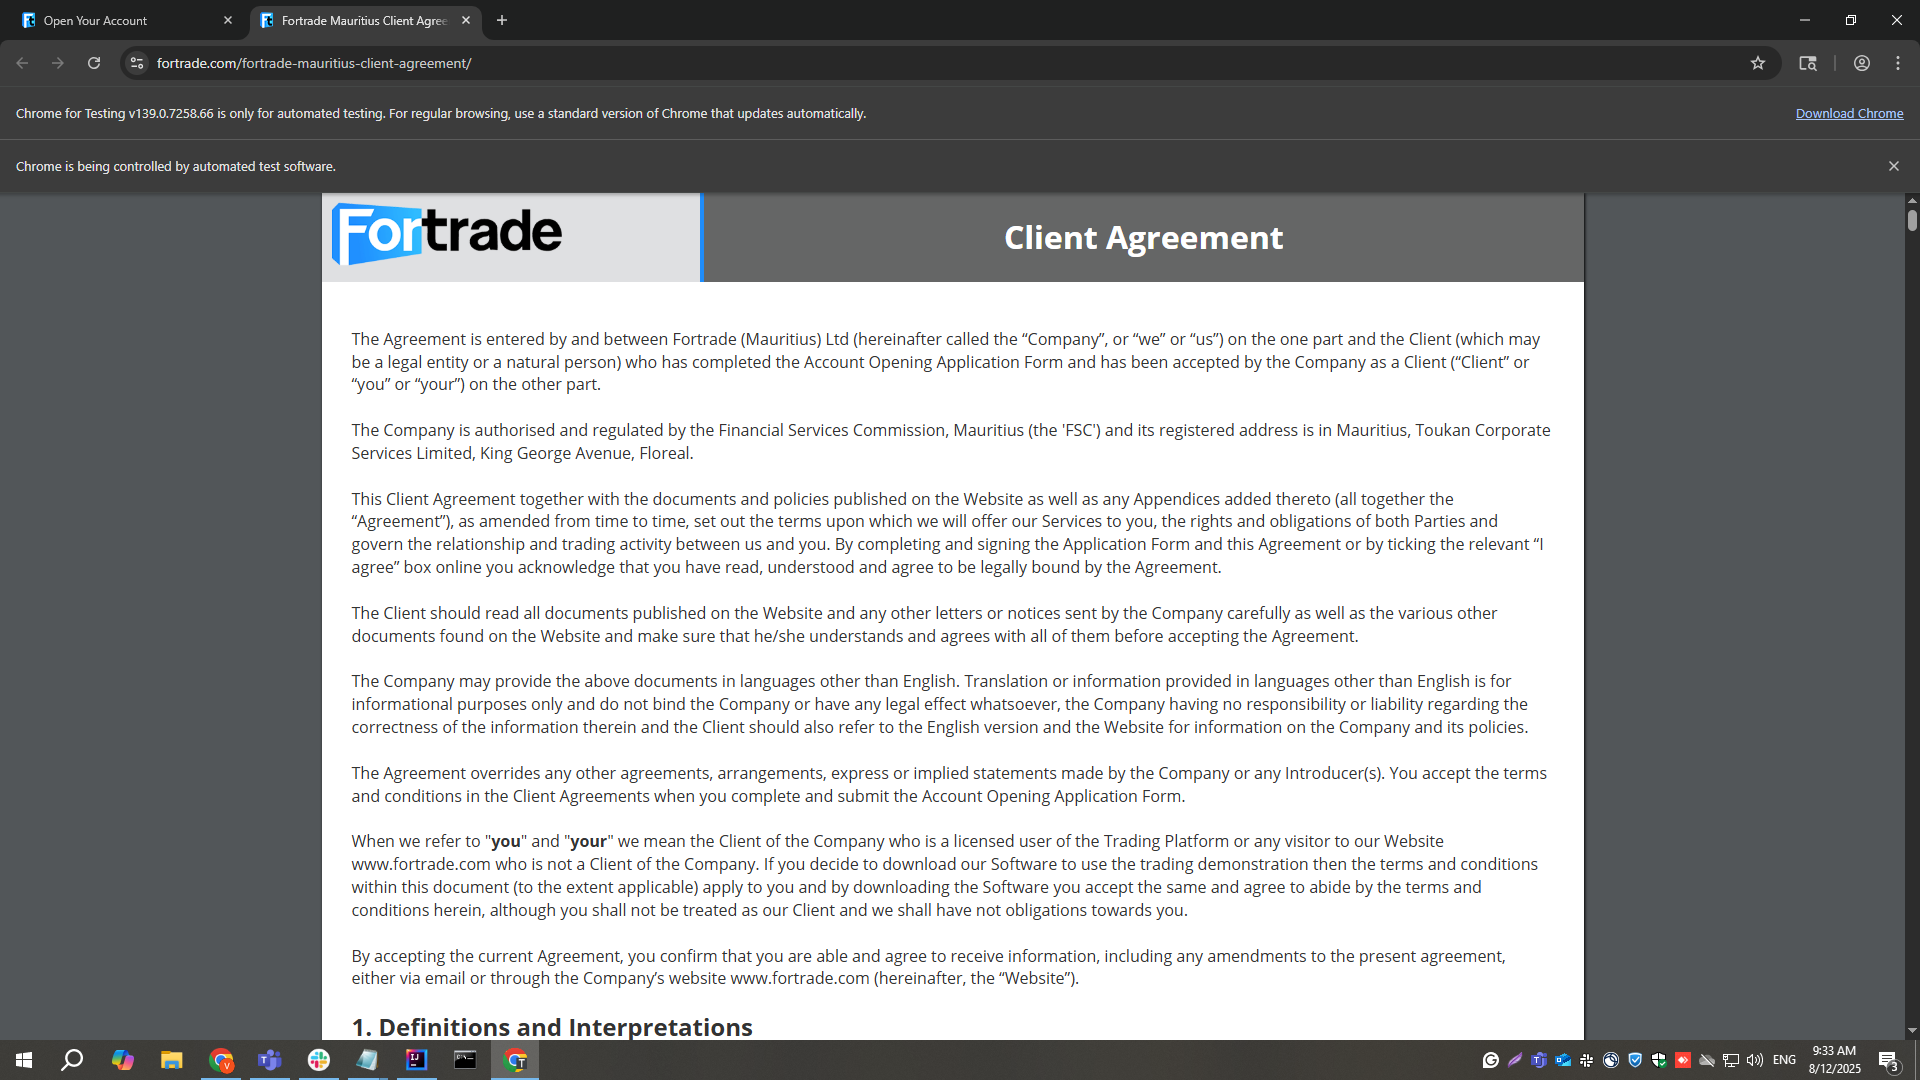 Open Your Account
Fortrade Mauritius Client Agree
fortrade.com/fortrade-mauritius-client-agreement/
Chrome for Testing v139.0.7258.66 is only for automated testing. For regular browsing, use a standard version of Chrome that updates automatically.
Download Chrome
Chrome is being controlled by automated test software.
Fortrade
Client Agreement
The Agreement is entered by and between Fortrade (Mauritius) Ltd (hereinafter called the “Company”, or “we” or “us”) on the one part and the Client (which may
be a legal entity or a natural person) who has completed the Account Opening Application Form and has been accepted by the Company as a Client (“Client” or
“you” or “your”) on the other part.
The Company is authorised and regulated by the Financial Services Commission, Mauritius (the 'FSC') and its registered address is in Mauritius, Toukan Corporate
Services Limited, King George Avenue, Floreal.
This Client Agreement together with the documents and policies published on the Website as well as any Appendices added thereto (all together the
“Agreement”), as amended from time to time, set out the terms upon which we will offer our Services to you, the rights and obligations of both Parties and
govern the relationship and trading activity between us and you. By completing and signing the Application Form and this Agreement or by ticking the relevant “I
agree” box online you acknowledge that you have read, understood and agree to be legally bound by the Agreement.
The Client should read all documents published on the Website and any other letters or notices sent by the Company carefully as well as the various other
documents found on the Website and make sure that he/she understands and agrees with all of them before accepting the Agreement.
The Company may provide the above documents in languages other than English. Translation or information provided in languages other than English is for
informational purposes only and do not bind the Company or have any legal effect whatsoever, the Company having no responsibility or liability regarding the
correctness of the information therein and the Client should also refer to the English version and the Website for information on the Company and its policies.
The Agreement overrides any other agreements, arrangements, express or implied statements made by the Company or any Introducer(s). You accept the terms
and conditions in the Client Agreements when you complete and submit the Account Opening Application Form.
When we refer to "you" and "your" we mean the Client of the Company who is a licensed user of the Trading Platform or any visitor to our Website
www.fortrade.com who is not a Client of the Company. If you decide to download our Software to use the trading demonstration then the terms and conditions
within this document (to the extent applicable) apply to you and by downloading the Software you accept the same and agree to abide by the terms and
conditions herein, although you shall not be treated as our Client and we shall have not obligations towards you.
By accepting the current Agreement, you confirm that you are able and agree to receive information, including any amendments to the present agreement,
either via email or through the Company’s website www.fortrade.com (hereinafter, the “Website”).
1. Definitions and Interpretations
ENG
9:33 AM
8/12/2025
3